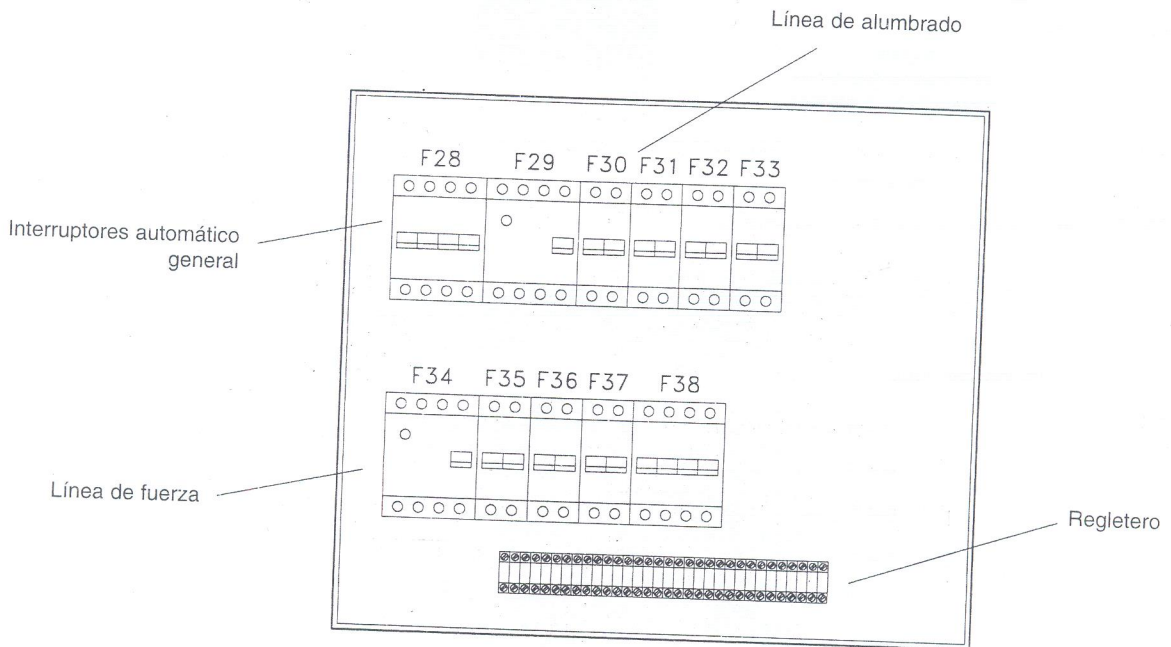 Línea de alumbrado
F28 F29 F30 F31 F32 F33
Interruptores automático
general
F34 F35 F36 F37 F38
Línea de fuerza
Regletero